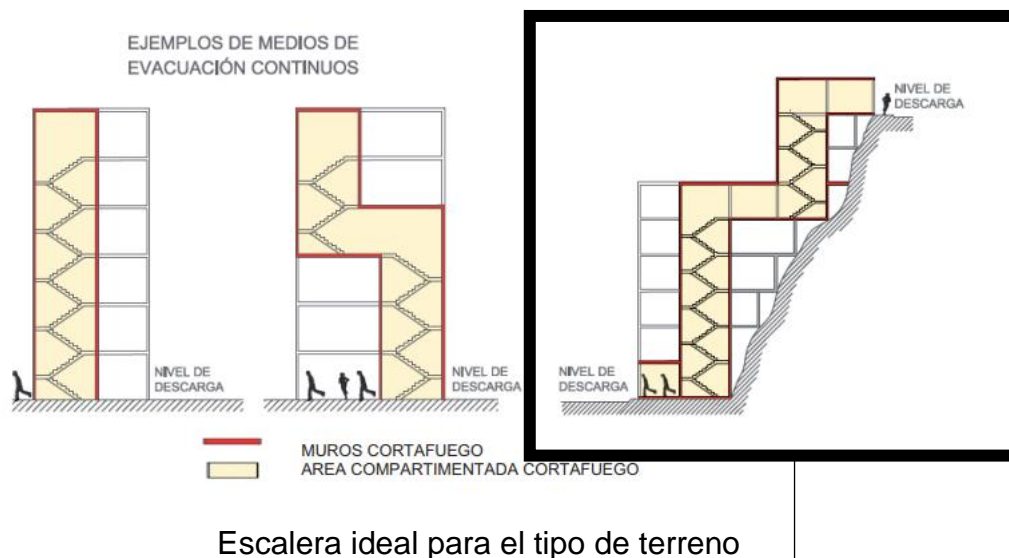 EJEMPLOS DE MEDIOS DE
EVACUACIÓN CONTINUOS
NIVEL DE
DESCARGA
NIVEL DE
DESCARGA
NIVEL DE
DESCARGA
NIVEL DE
DESCARGA
MUROS CORTAFUEGO
AREA COMPARTIMENTADA CORTAFUEGO
Escalera ideal para el tipo de terreno